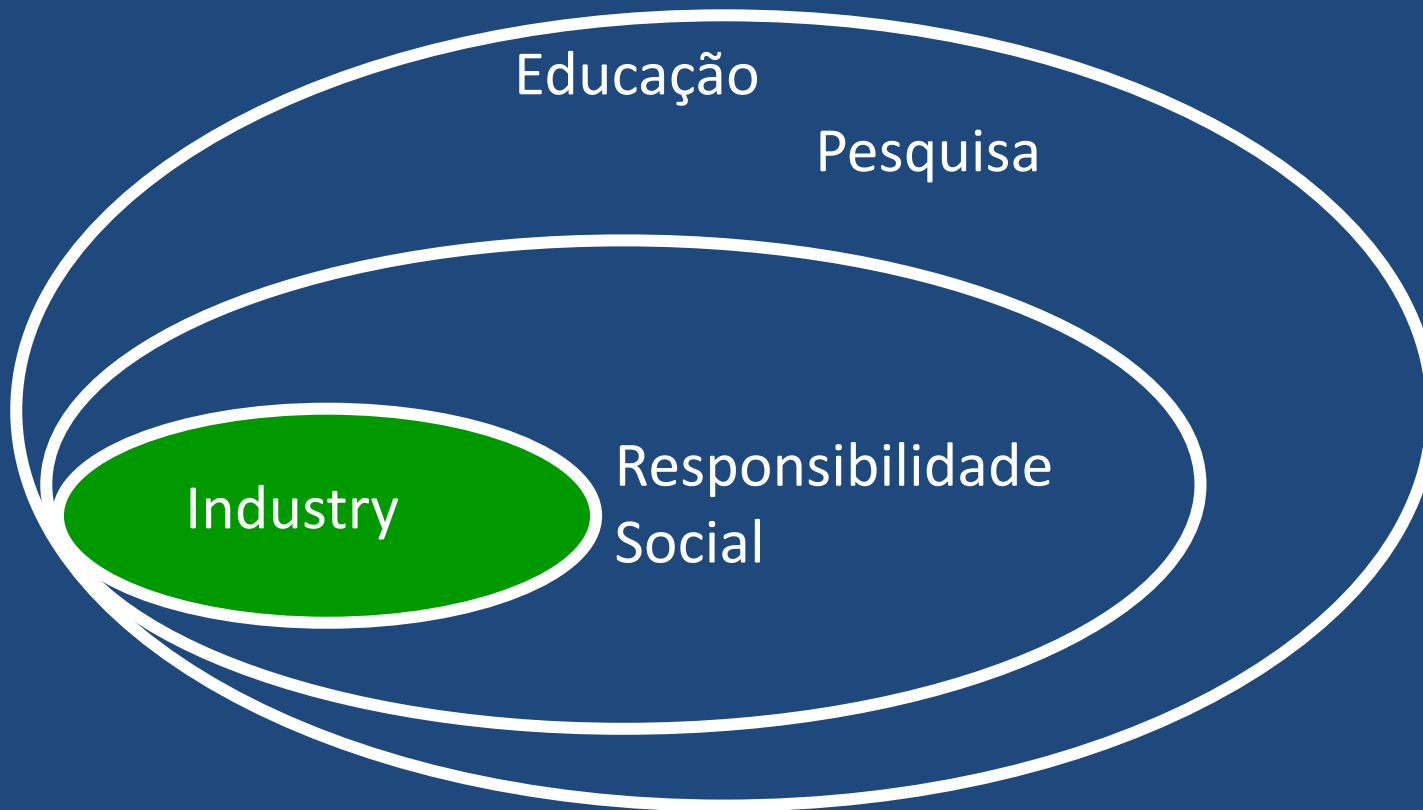 Educação
Pesquisa
Industry
Responsibilidade
Social